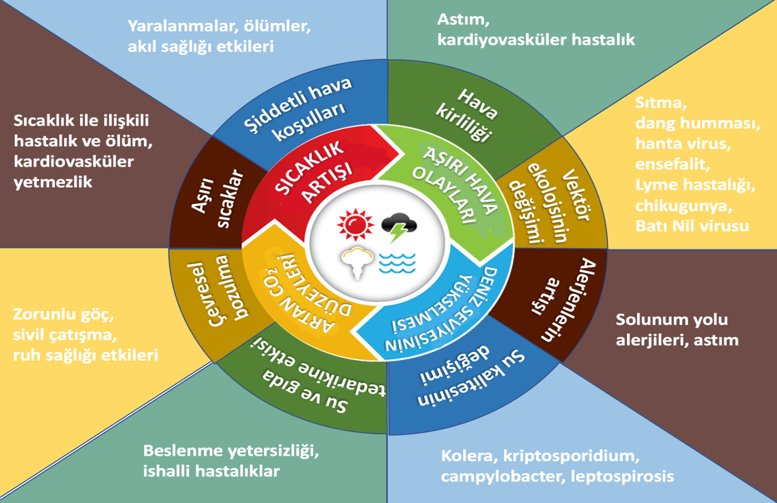 Yaralanmalar, ölümler,
akıl sağlığı etkileri
Astım,
kardiyovasküler hastalık
Sıcaklık ile ilişkili
hastalık ve ölüm,
kardiovasküler
yetmezlik
Şiddetli hava
koşulları
Hava
kirliliği
Sıtma,
dang humması,
hanta virus,
ensefalit,
Lyme hastalığı,
chikugunya,
Batı Nil virusu
Aşırı
sıcaklar
SICAKLIK
ARTIŞI
AŞIRI HAVA
OLAYLARI
Vektör
ekolojsinin
değişimi
Çevresel
bozuma
ARTAN CO₂
DÜZEYLERİ
DENİZ SEVİYESİNİN
YÜKSELMESİ
Alerjenlerin
artışı
Zorunlu göç,
sivil çatışma,
ruh sağlığı etkileri
Su ve gıda
tedarikine etkisi
Su kalitesinin
değişimi
Solunum yolu
alerjileri, astım
Beslenme yetersizliği,
ishalli hastalıklar
Kolera, kriptosporidium,
campylobacter, leptospirosis